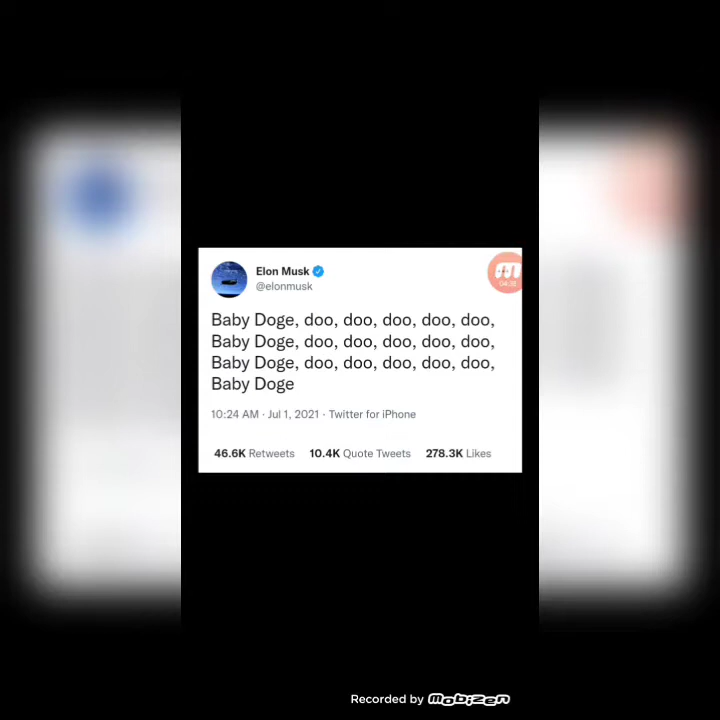 Elon Musk
@elonmusk
Baby Doge, doo, doo, doo, doo, doo,
Baby Doge, doo, doo, doo, doo, doo,
Baby Doge, doo, doo, doo, doo, doo,
Baby Doge
10:24 AM · Jul 1, 2021 · Twitter for iPhone
46.6K Retweets 10.4K Quote Tweets 278.3K Likes
Recorded by Mobizen